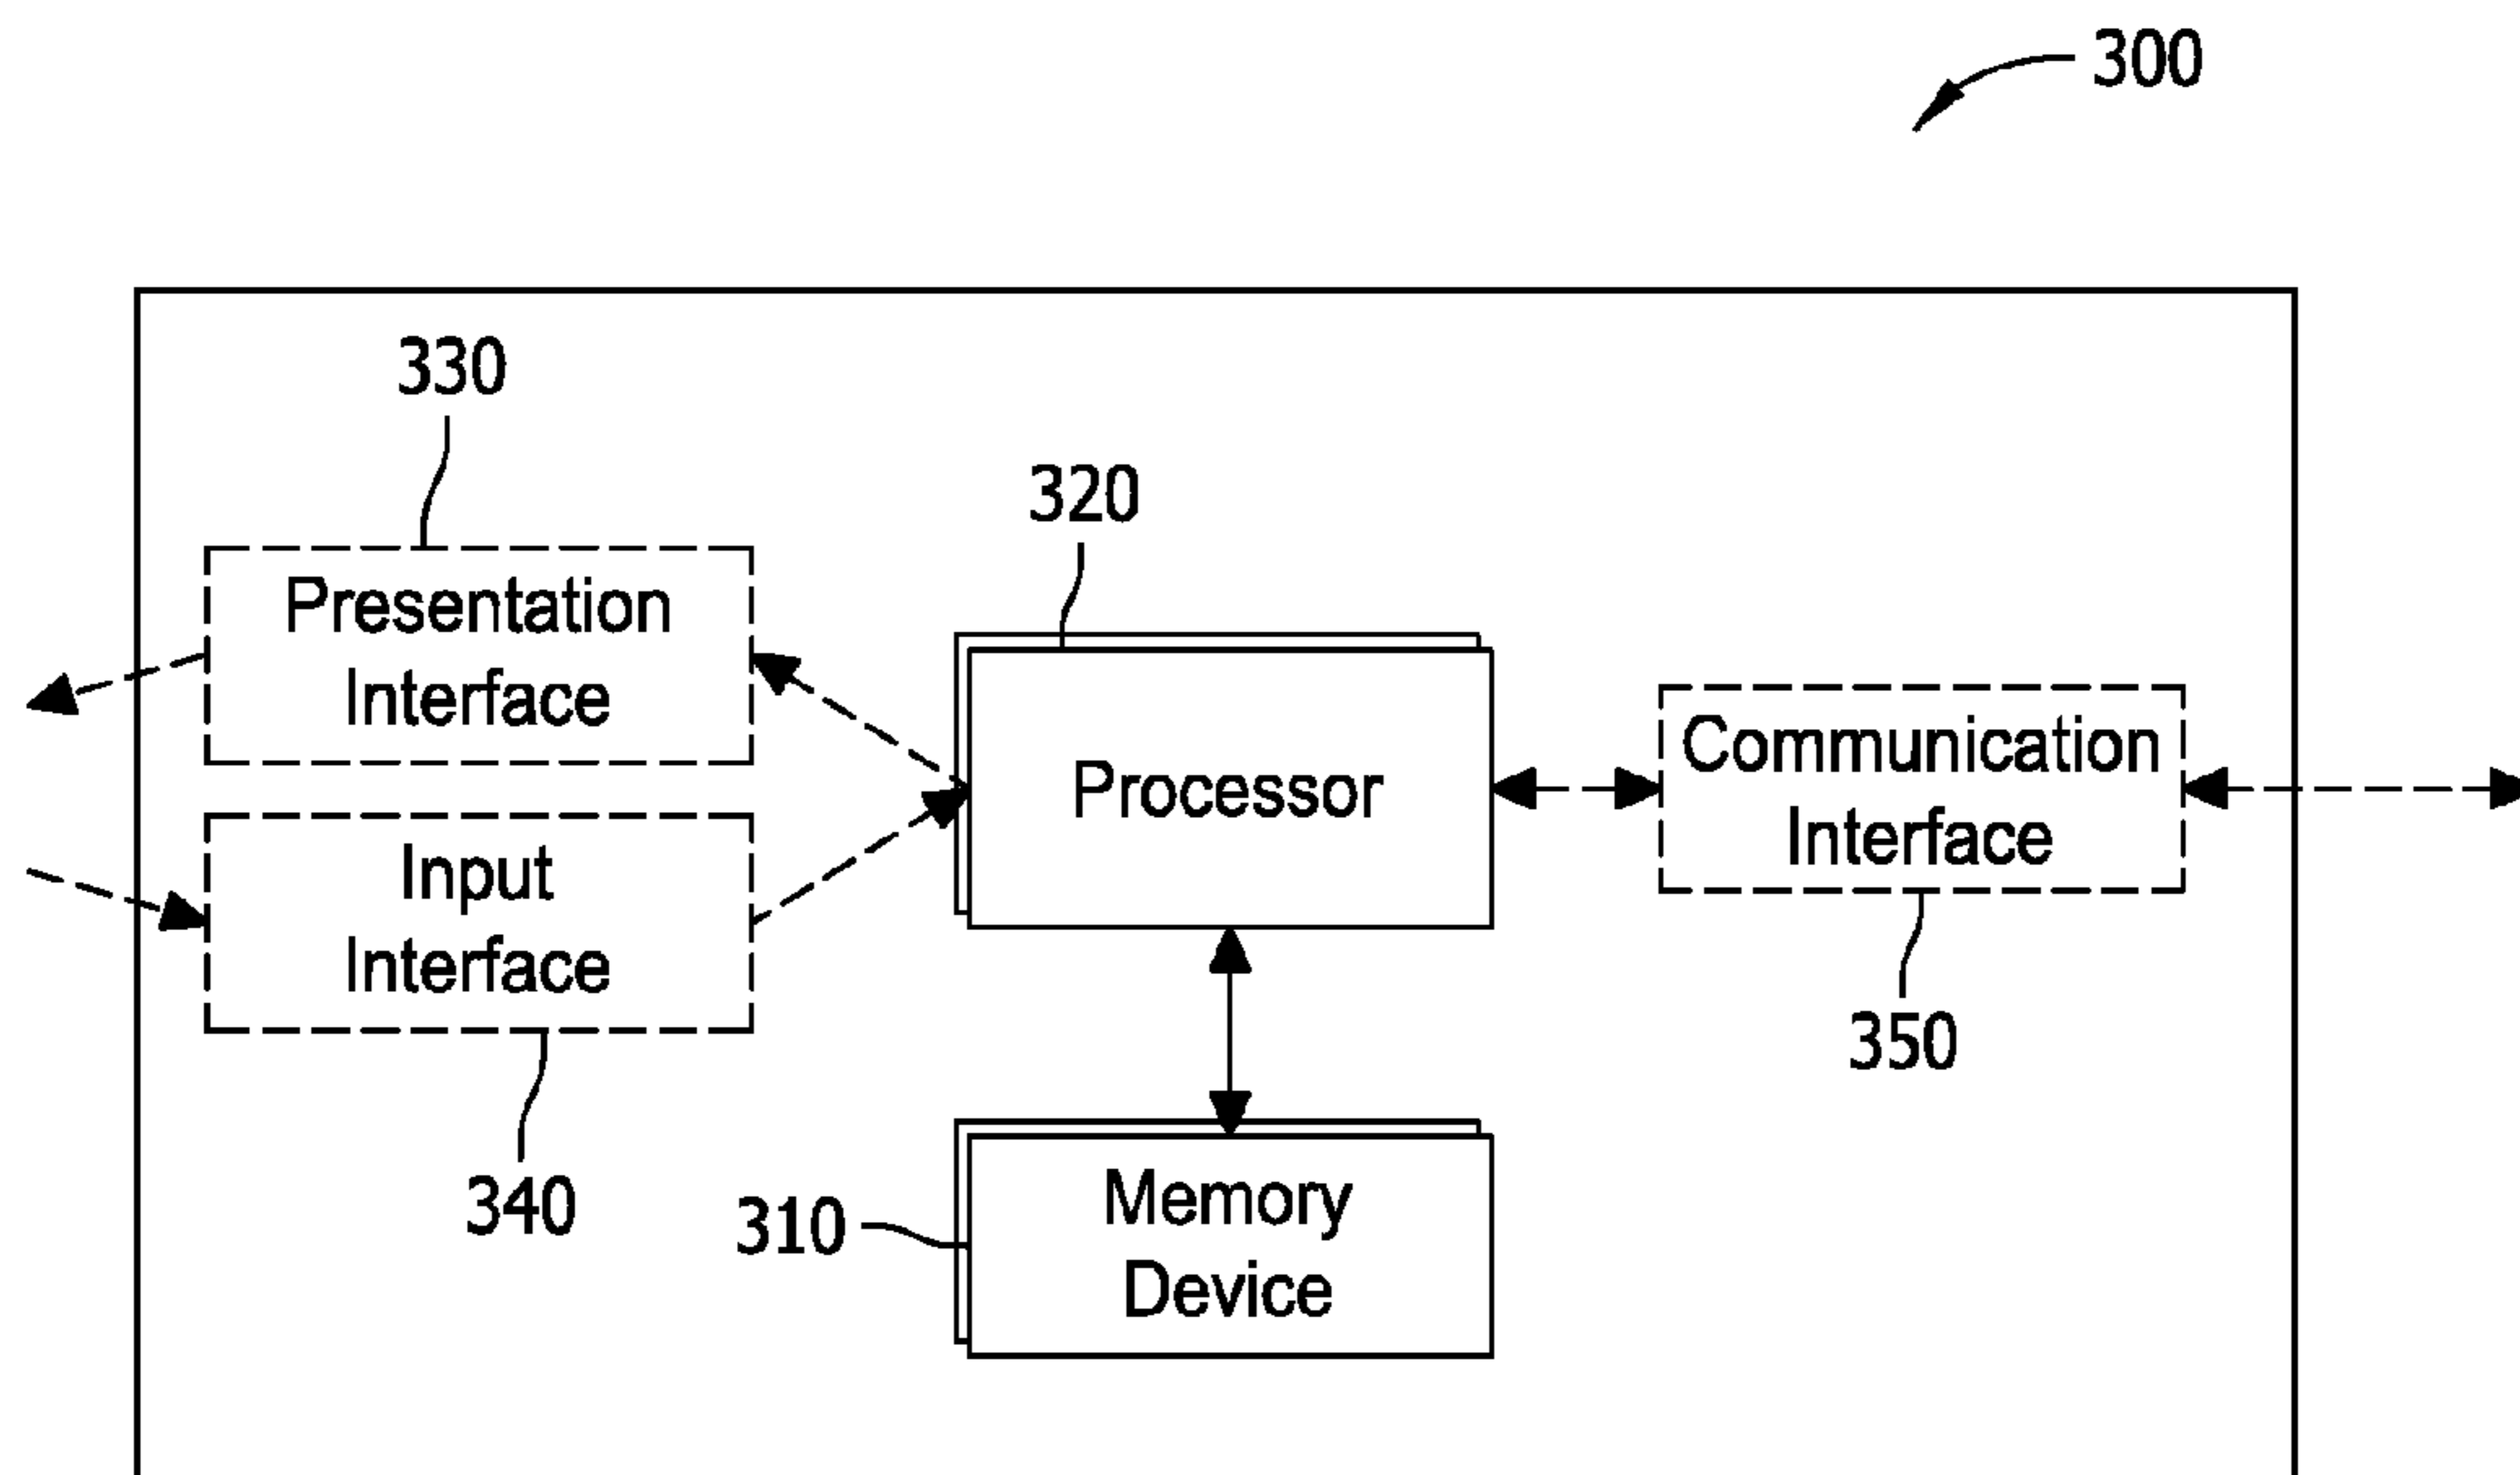 300
330
320
Presentation
Interface
Processor
Communication
Interface
Input
Interface
350
340
310
Memory
Device